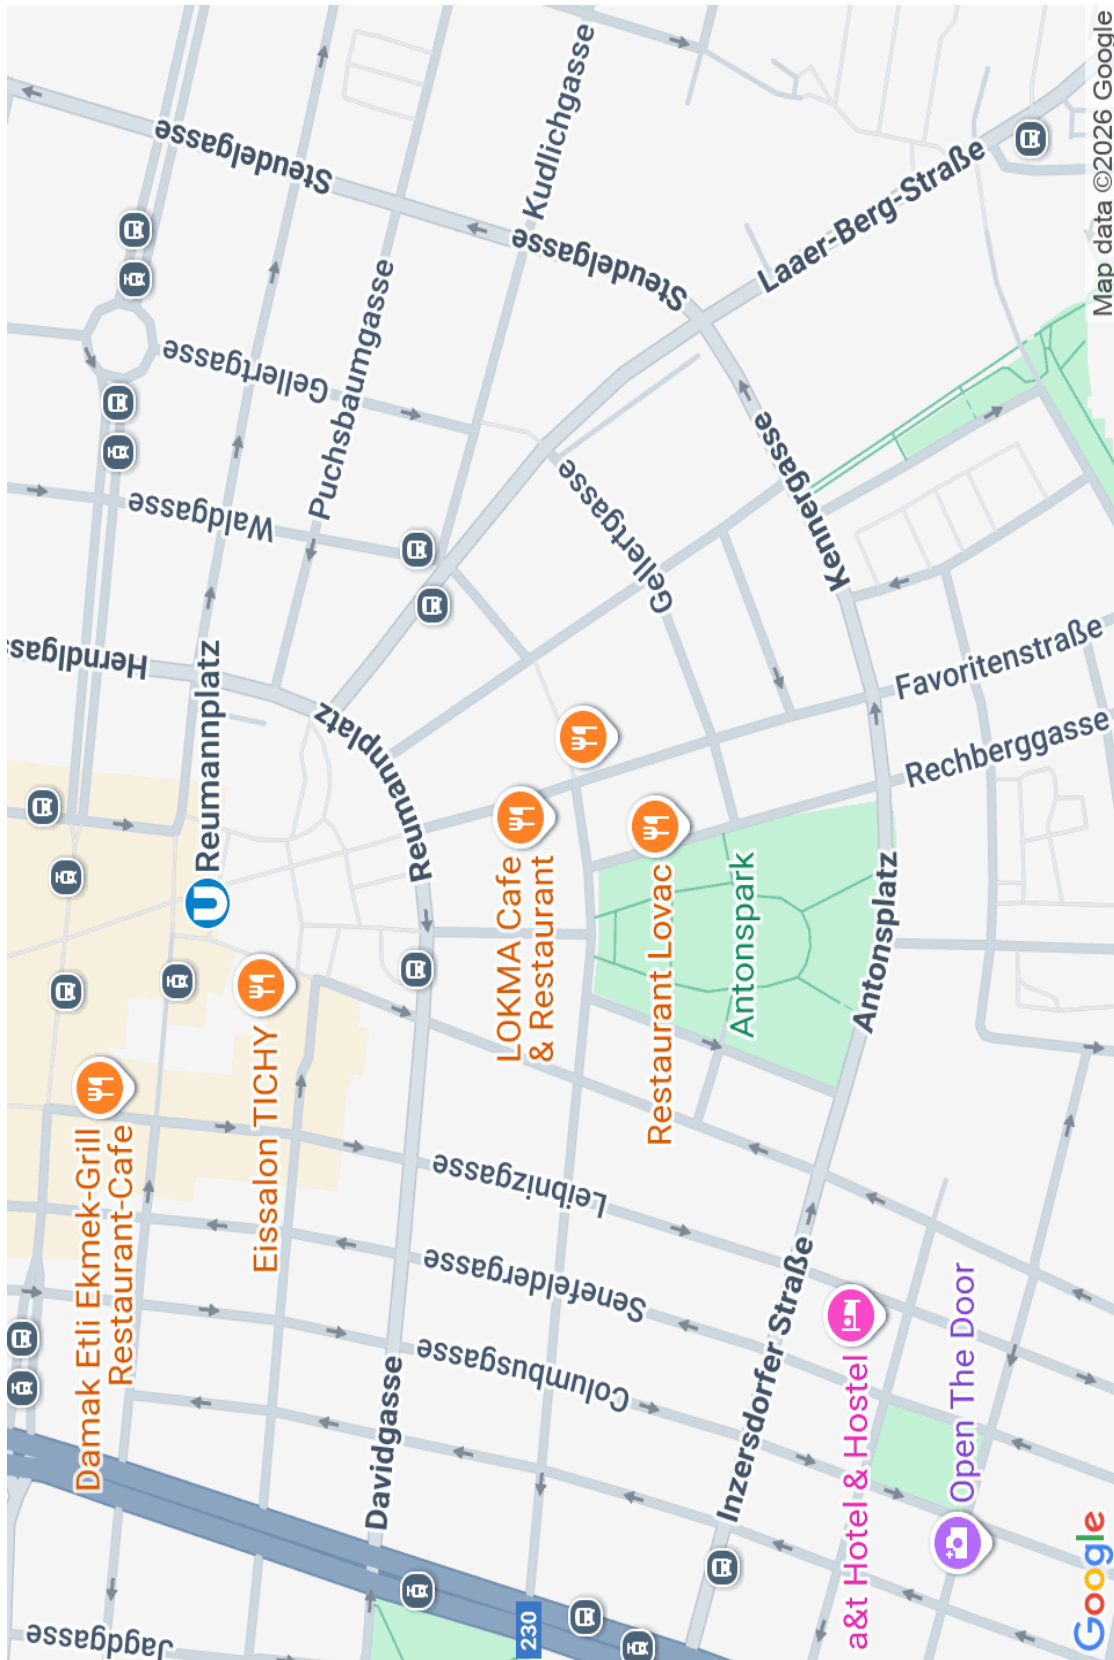 Steudelgasse
Kudlichgasse
Steudelgasse
Laaer-Berg-Straße
Map data ©2026 Google
Gellertgasse
Puchsbaumgasse
Waldgasse
Gellertgasse
Kennergasse
Herndlgass
Reumannplatz
Reumannplatz
Reumannplatz
Favoritenstraße
Rechberggasse
LOKMA Cafe
& Restaurant
Restaurant Lovac
Antonspark
Antonsplatz
Eissalon TICHY
Damak Etli Ekmek-Grill
Restaurant-Cafe
Leibnizgasse
Senefeldergasse
Columbusgasse
Davidgasse
Inzersdorfer Straße
a&t Hotel & Hostel
Open The Door
Jagdgasse
230
Google